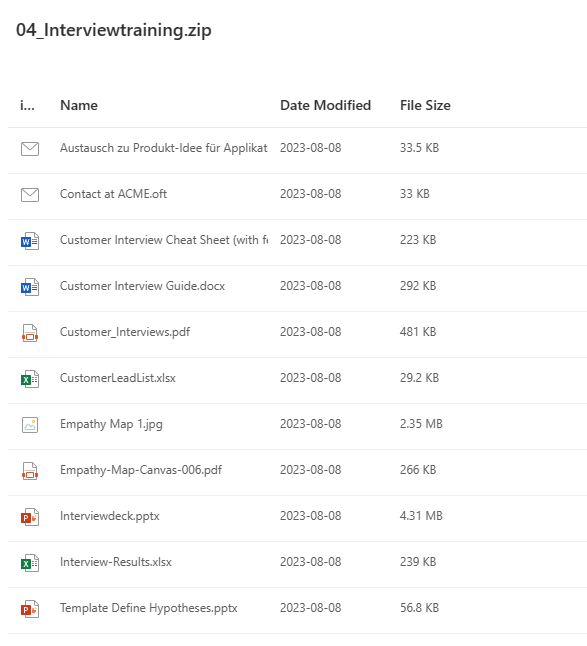 04_Interviewtraining.zip
i... Name Date Modified File Size
Austausch zu Produkt-Idee für Applikat 2023-08-08 33.5 KB
Contact at ACME.oft 2023-08-08 33 KB
Customer Interview Cheat Sheet (with fe 2023-08-08 223 KB
Customer Interview Guide.docx 2023-08-08 292 KB
Customer_Interviews.pdf 2023-08-08 481 KB
CustomerLeadList.xlsx 2023-08-08 29.2 KB
Empathy Map 1.jpg 2023-08-08 2.35 MB
Empathy-Map-Canvas-006.pdf 2023-08-08 266 KB
Interviewdeck.pptx 2023-08-08 4.31 MB
Interview-Results.xlsx 2023-08-08 239 KB
Template Define Hypotheses.pptx 2023-08-08 56.8 KB